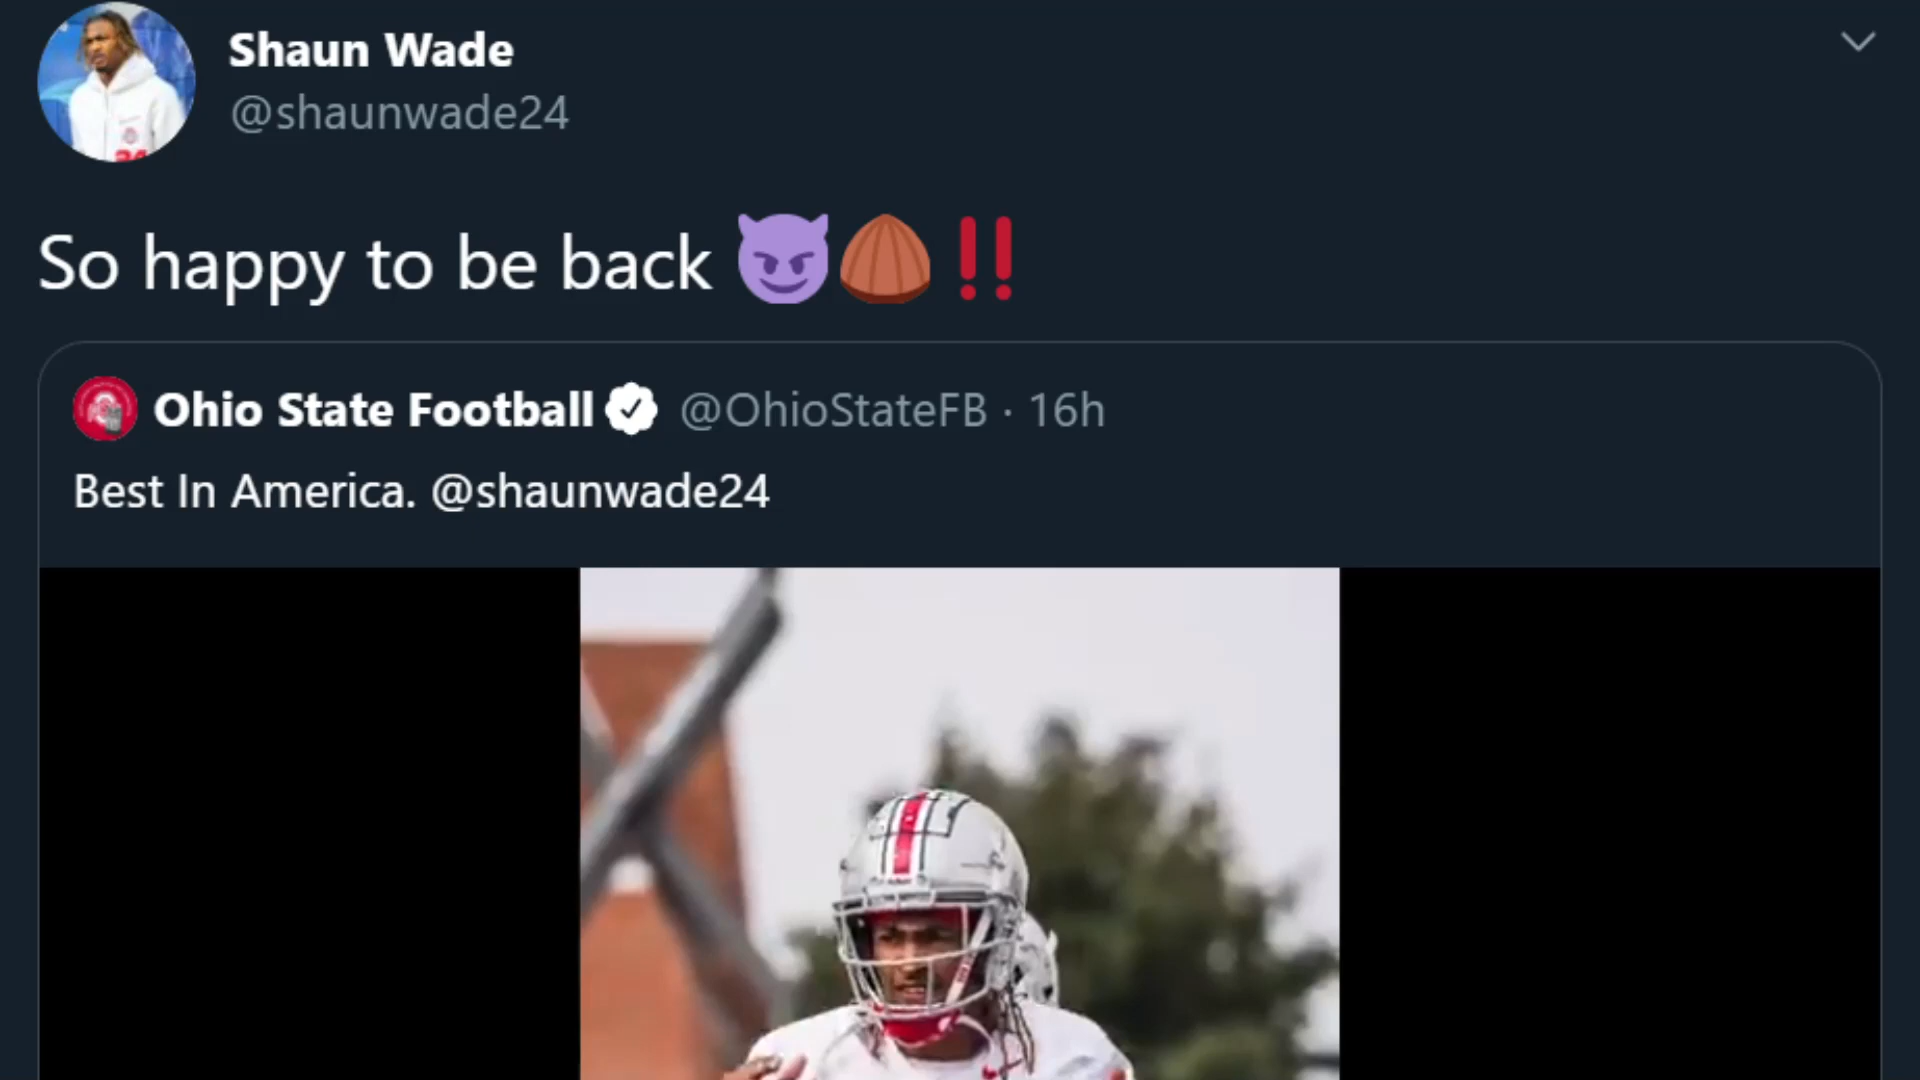 Shaun Wade
@shaunwade24
So happy to be back 😈🌰‼️
Ohio State Football @OhioStateFB · 16h
Best In America. @shaunwade24